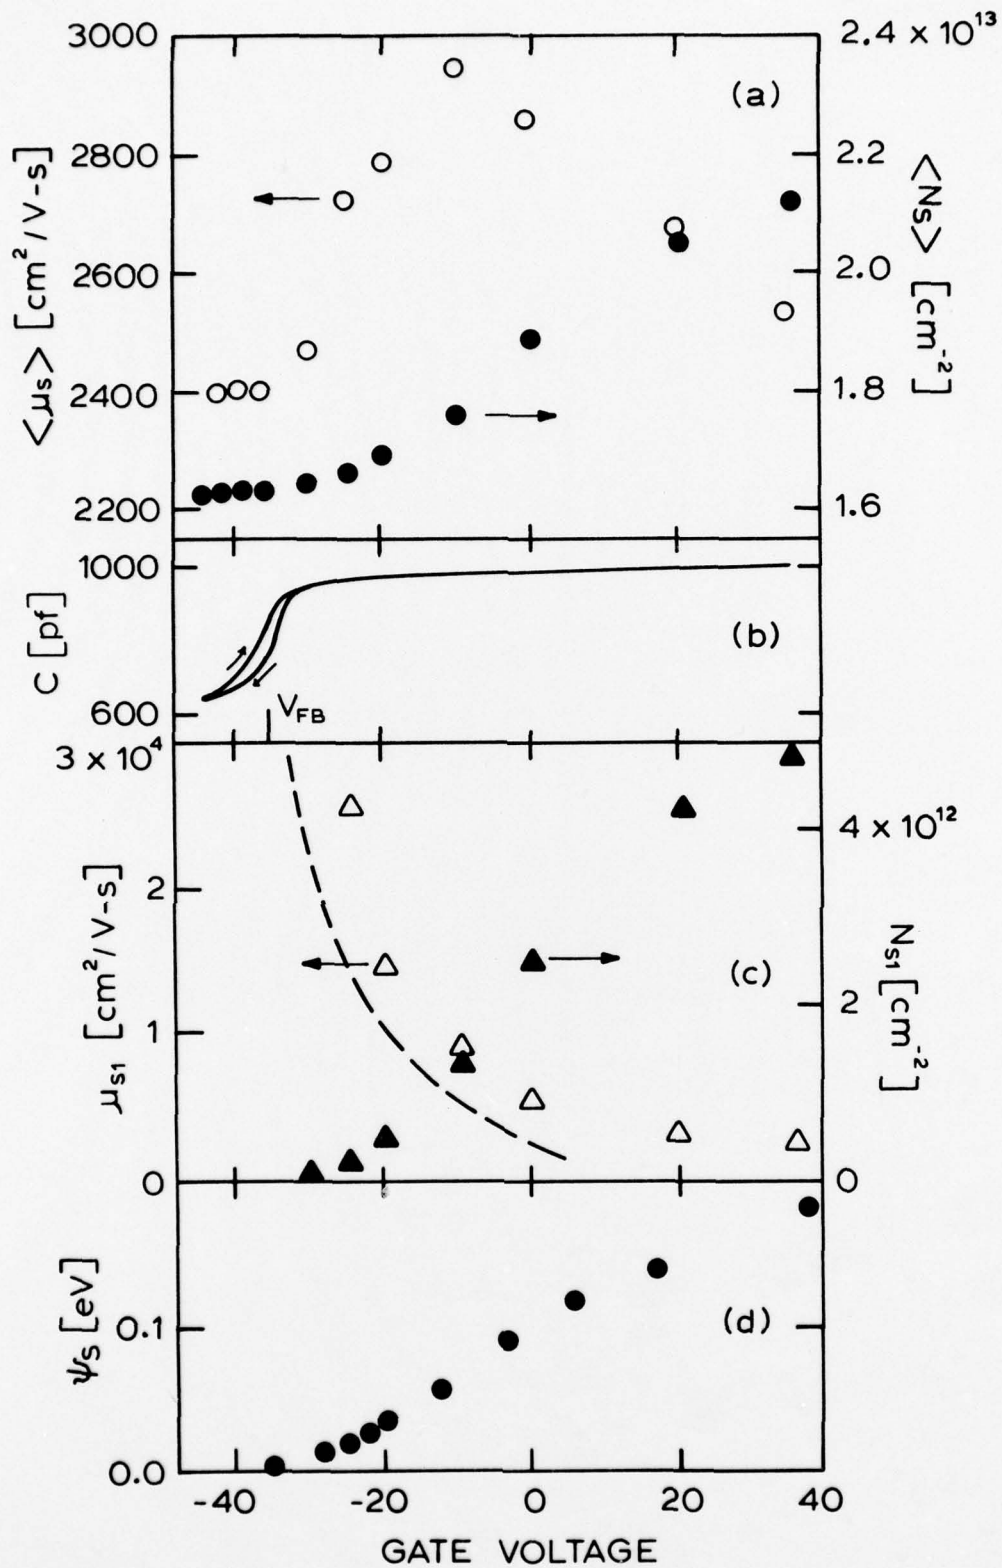 3000
2800
2600
2400
2200
<μs> [cm²/V-s]
2.4 × 10¹³
2.2
2.0
1.8
1.6
<Ns> [cm⁻²]
(a)
1000
600
C [pf]
(b)
V_FB
3 × 10⁴
2
1
0
μs1 [cm²/V-s]
4 × 10¹²
2
0
Ns1 [cm⁻²]
(c)
0.1
0.0
ψs [eV]
(d)
-40 -20 0 20 40
GATE VOLTAGE